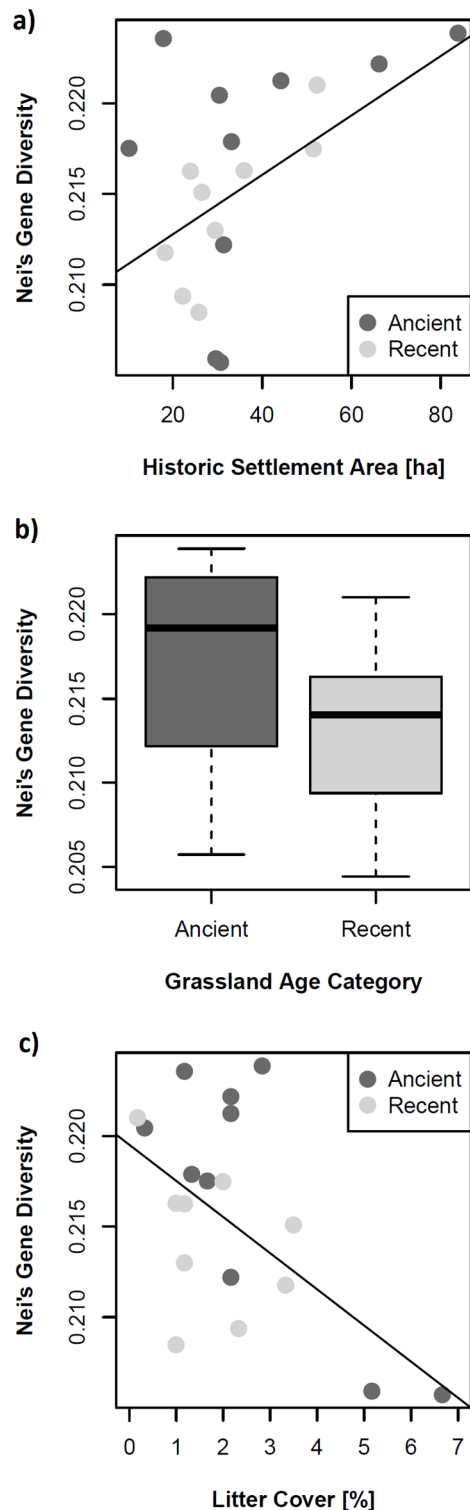 a)
Nei's Gene Diversity
0.220
0.215
0.210
Ancient
Recent
20 40 60 80
Historic Settlement Area [ha]
b)
Nei's Gene Diversity
0.220
0.215
0.210
0.205
Ancient Recent
Grassland Age Category
c)
Nei's Gene Diversity
0.220
0.210
Ancient
Recent
0 1 2 3 4 5 6 7
Litter Cover [%]